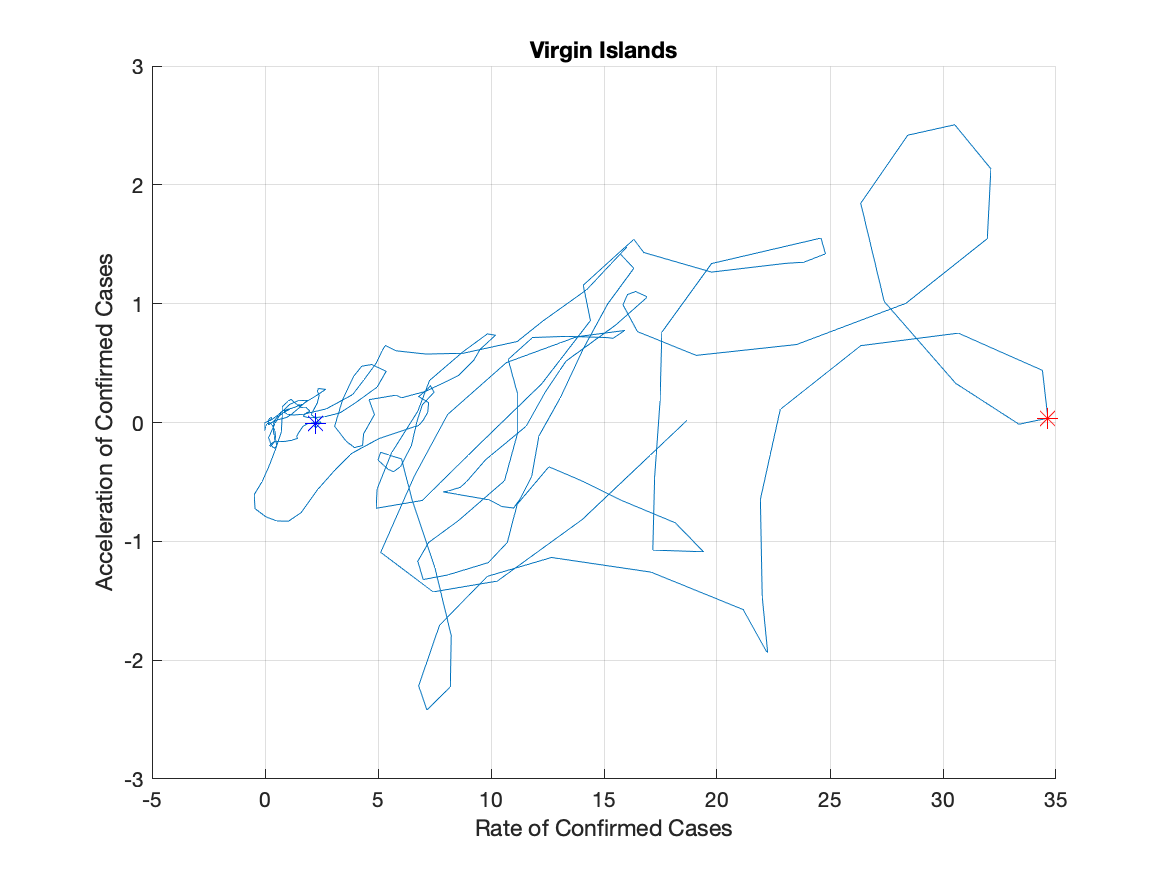 Virgin Islands
3
2
1
0
-1
-2
-3
Acceleration of Confirmed Cases
-5 0 5 10 15 20 25 30 35
Rate of Confirmed Cases